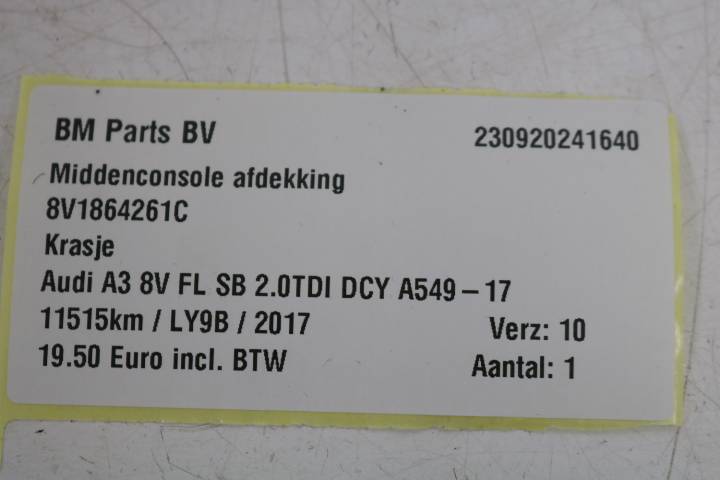 BM Parts BV 230920241640
Middenconsole afdekking
8V1864261C
Krasje
Audi A3 8V FL SB 2.0TDI DCY A549-17
11515km / LY9B / 2017 Verz: 10
19.50 Euro incl. BTW Aantal: 1